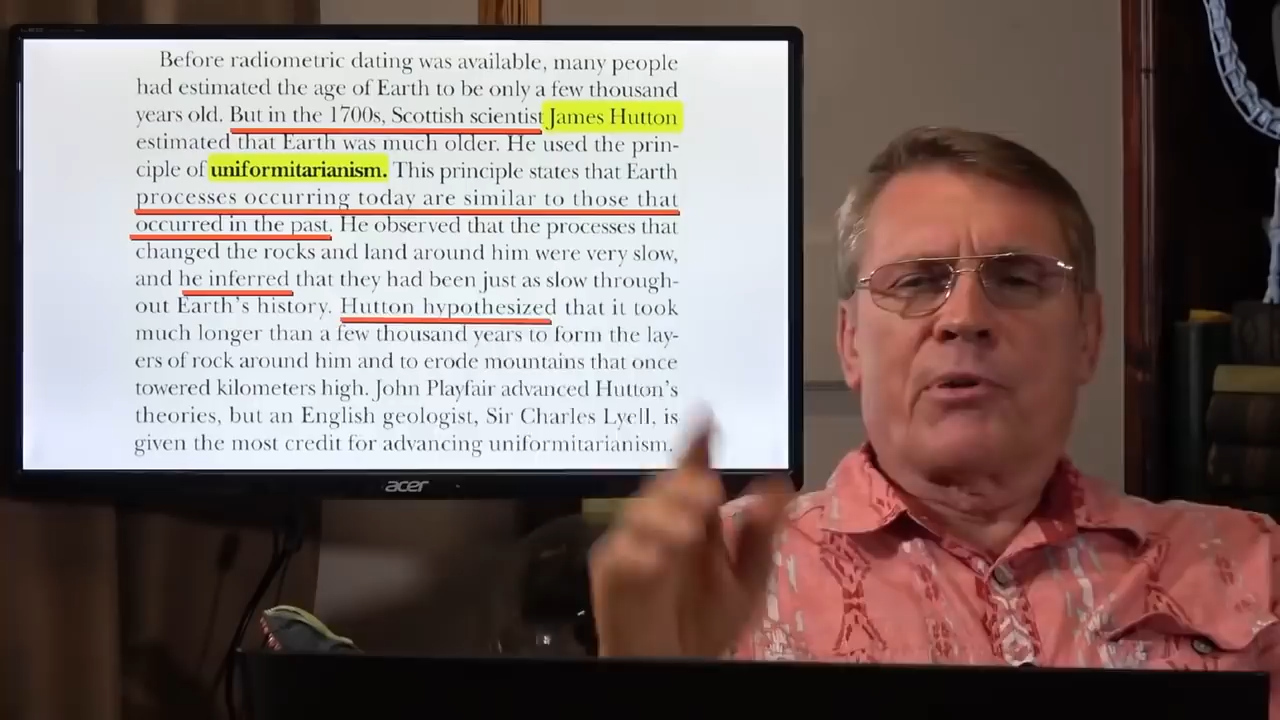 Before radiometric dating was available, many people
had estimated the age of Earth to be only a few thousand
years old. But in the 1700s, Scottish scientist James Hutton
estimated that Earth was much older. He used the prin-
ciple of uniformitarianism. This principle states that Earth
processes occurring today are similar to those that
occurred in the past. He observed that the processes that
changed the rocks and land around him were very slow,
and he inferred that they had been just as slow through-
out Earth's history. Hutton hypothesized that it took
much longer than a few thousand years to form the lay-
ers of rock around him and to erode mountains that once
towered kilometers high. John Playfair advanced Hutton's
theories, but an English geologist, Sir Charles Lyell, is
given the most credit for advancing uniformitarianism.
acer